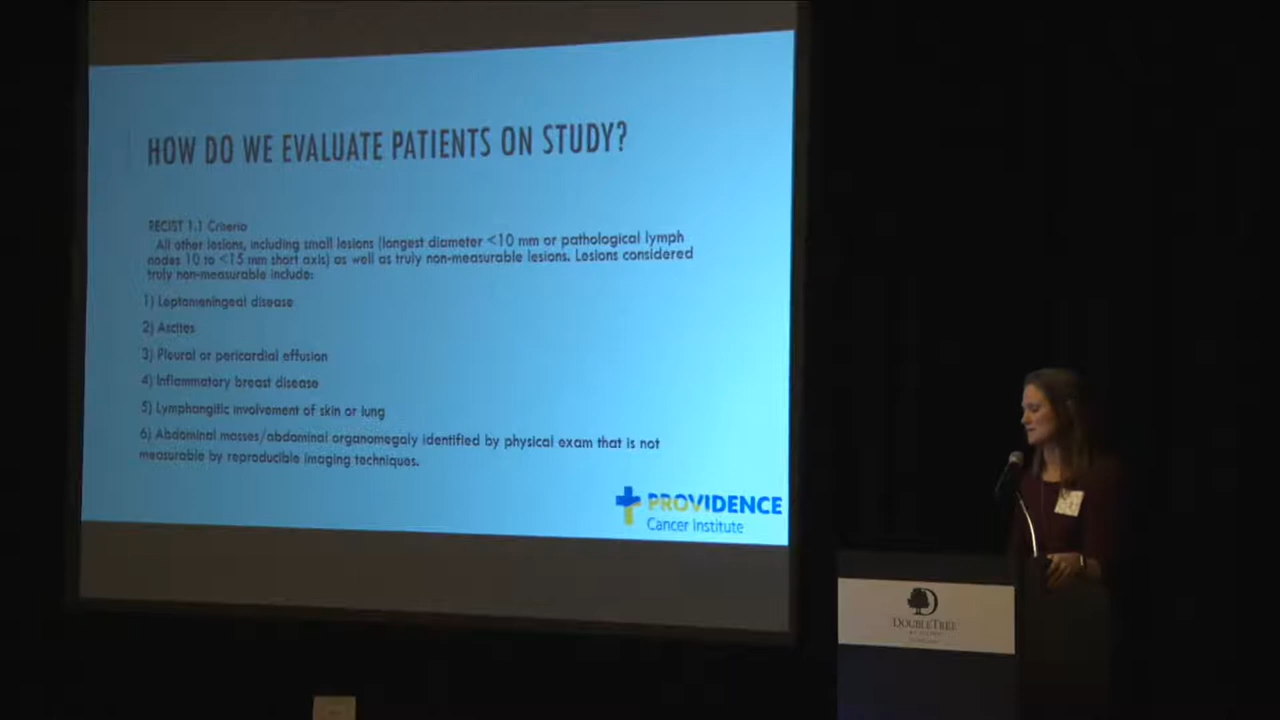 HOW DO WE EVALUATE PATIENTS ON STUDY?
RECIST 1.1 Criteria
All other lesions, including small lesions (longest diameter <10 mm or pathological lymph
nodes 10 to <15 mm short axis) as well as truly non-measurable lesions. Lesions considered
truly non-measurable include:
1) Leptomeningeal disease
2) Ascites
3) Pleural or pericardial effusion
4) Inflammatory breast disease
5) Lymphangitic involvement of skin or lung
6) Abdominal masses/abdominal organomegaly identified by physical exam that is not
measurable by reproducible imaging techniques.
PROVIDENCE
Cancer Institute
DOUBLETREE